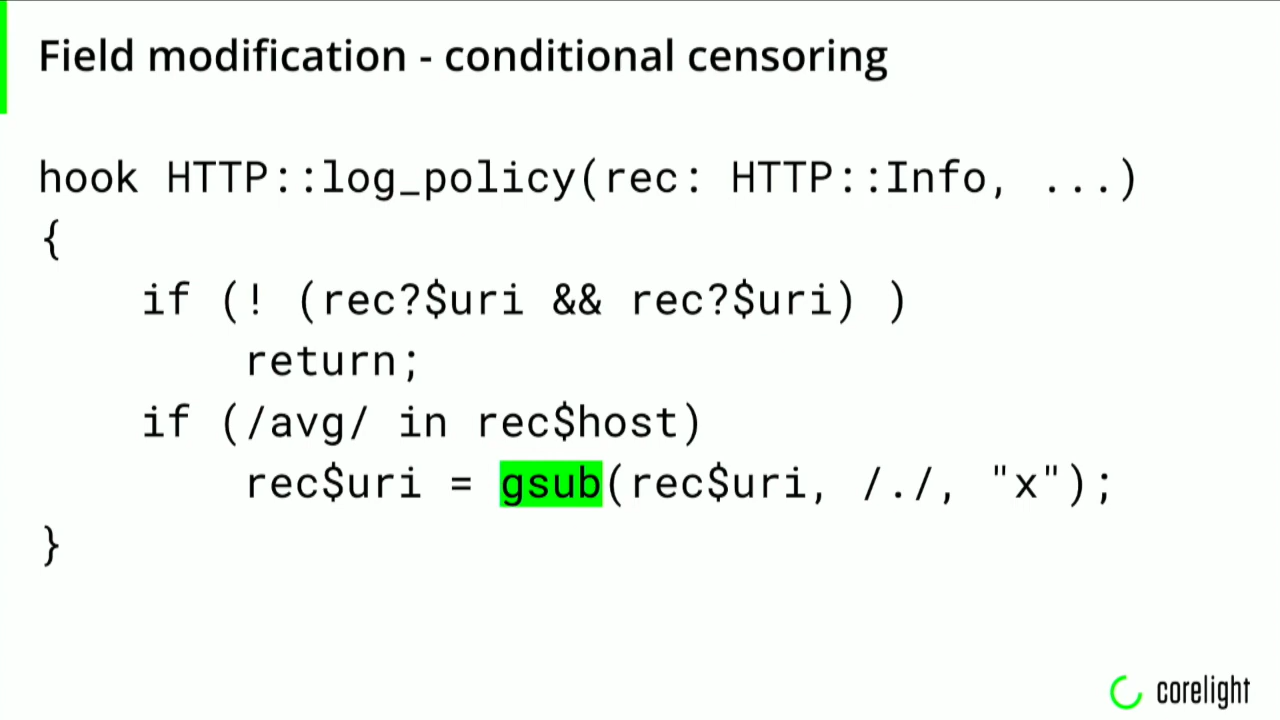 Field modification - conditional censoring
hook HTTP::log_policy(rec: HTTP::Info, ...)
{
if (! (rec?$uri && rec?$uri) )
return;
if (/avg/ in rec$host)
rec$uri = gsub(rec$uri, /./, "x");
}
corelight